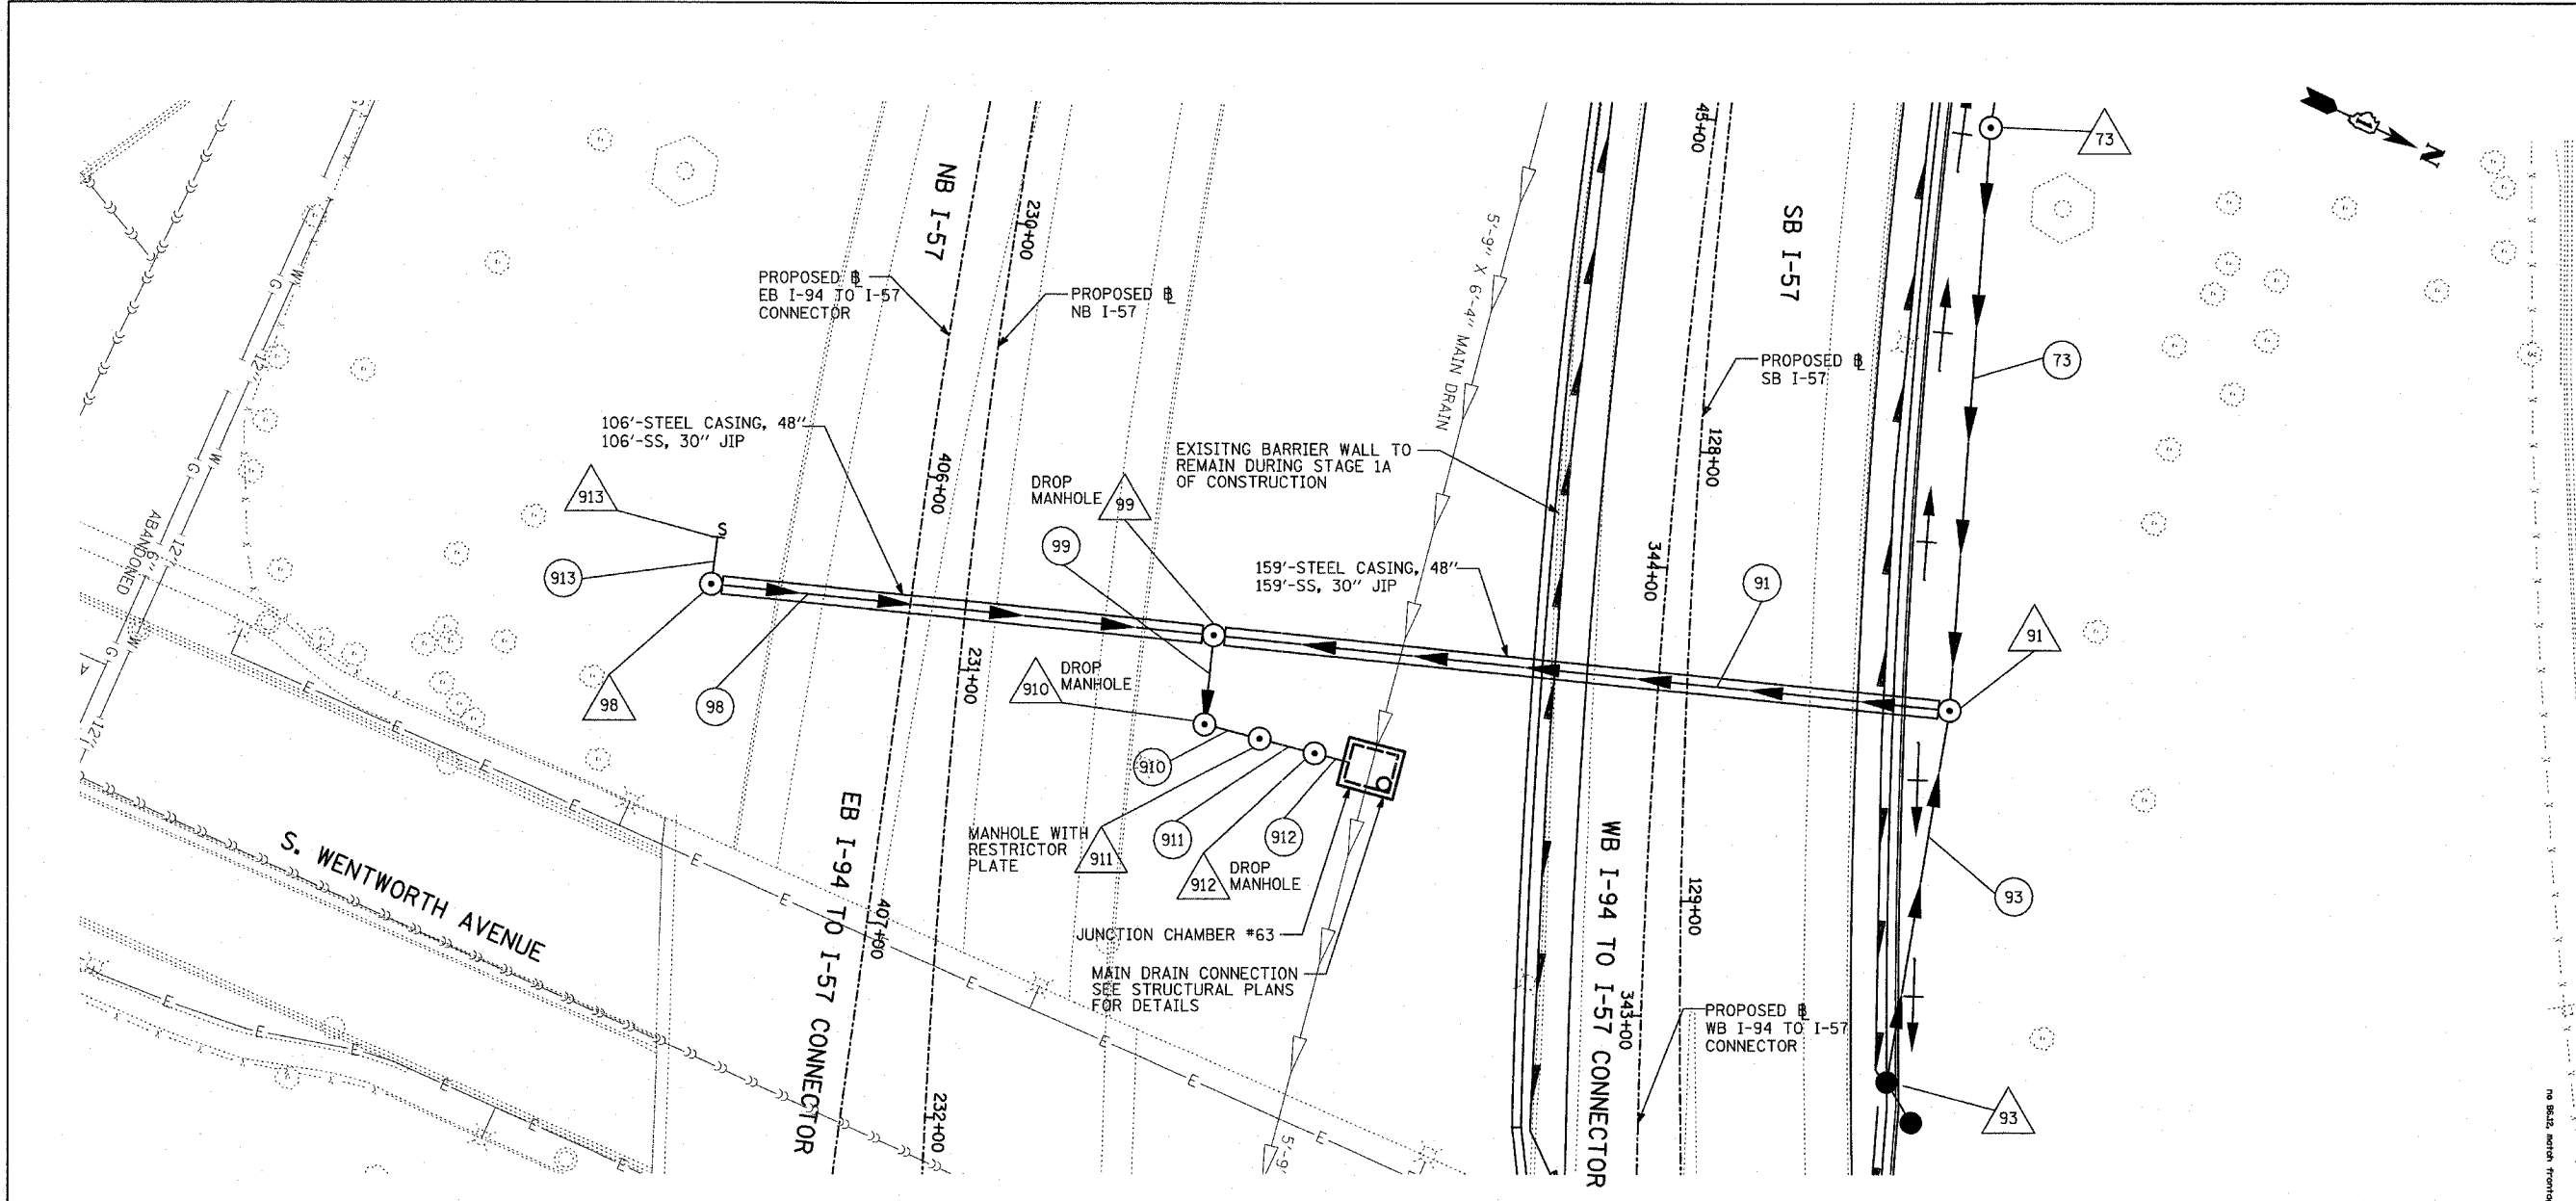 N
73
NB I-57
230+00
45+00
SB I-57
5'-9" X 6'-4" MAIN DRAIN
PROPOSED ℄
EB I-94 TO I-57
CONNECTOR
PROPOSED ℄
NB I-57
PROPOSED ℄
SB I-57
73
G
W
12"
106'-STEEL CASING, 48"
106'-SS, 30" JIP
EXISITNG BARRIER WALL TO
REMAIN DURING STAGE 1A
OF CONSTRUCTION
128+00
406+00
913
DROP
MANHOLE
99
S
99
913
159'-STEEL CASING, 48"
159'-SS, 30" JIP
344+00
91
91
ABANDONED
6"
12"
W
G
98
98
231+00
DROP
MANHOLE
910
910
911
912
MANHOLE WITH
RESTRICTOR
PLATE
911
912
DROP
MANHOLE
93
S. WENTWORTH AVENUE
EB I-94 TO I-57 CONNECTOR
407+00
JUNCTION CHAMBER #63
MAIN DRAIN CONNECTION
SEE STRUCTURAL PLANS
FOR DETAILS
WB I-94 TO I-57 CONNECTOR
129+00
343+00
PROPOSED ℄
WB I-94 TO I-57
CONNECTOR
232+00
5'-9"
93
E